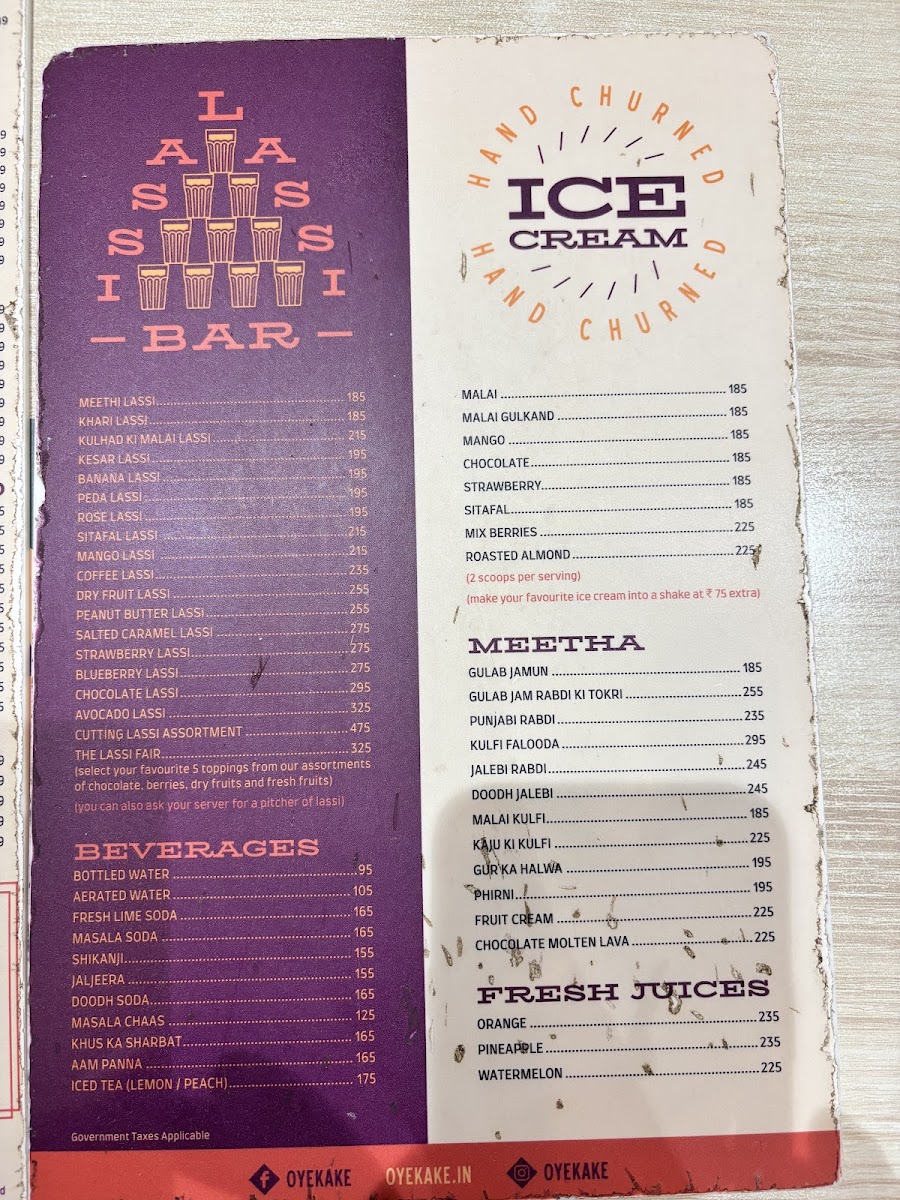 LASSI
BAR
MEETHI LASSI 185
KHARI LASSI 185
KULHAD KI MALAI LASSI 215
KESAR LASSI 195
BANANA LASSI 195
PEDA LASSI 195
ROSE LASSI 195
SITAFAL LASSI 215
MANGO LASSI 215
COFFEE LASSI 235
DRY FRUIT LASSI 255
PEANUT BUTTER LASSI 255
SALTED CARAMEL LASSI 275
STRAWBERRY LASSI 275
BLUEBERRY LASSI 275
CHOCOLATE LASSI 295
AVOCADO LASSI 325
CUTTING LASSI ASSORTMENT 475
THE LASSI FAIR 325
(select your favourite 5 toppings from our assortments
of chocolate, berries, dry fruits and fresh fruits)
(you can also ask your server for a pitcher of lassi)
BEVERAGES
BOTTLED WATER 95
AERATED WATER 105
FRESH LIME SODA 165
MASALA SODA 165
SHIKANJI 155
JALJEERA 155
DOODH SODA 165
MASALA CHAAS 125
KHUS KA SHARBAT 165
AAM PANNA 165
ICED TEA (LEMON / PEACH) 175
Government Taxes Applicable
HAND CHURNED
ICE
CREAM
HAND CHURNED
MALAI 185
MALAI GULKAND 185
MANGO 185
CHOCOLATE 185
STRAWBERRY 185
SITAFAL 185
MIX BERRIES 225
ROASTED ALMOND 225
(2 scoops per serving)
(make your favourite ice cream into a shake at ₹ 75 extra)
MEETHA
GULAB JAMUN 185
GULAB JAM RABDI KI TOKRI 255
PUNJABI RABDI 235
KULFI FALOODA 295
JALEBI RABDI 245
DOODH JALEBI 245
MALAI KULFI 185
KAJU KI KULFI 225
GUR KA HALWA 195
PHIRNI 195
FRUIT CREAM 225
CHOCOLATE MOLTEN LAVA 225
FRESH JUICES
ORANGE 235
PINEAPPLE 235
WATERMELON 225
OYEKAKE OYEKAKE.IN OYEKAKE